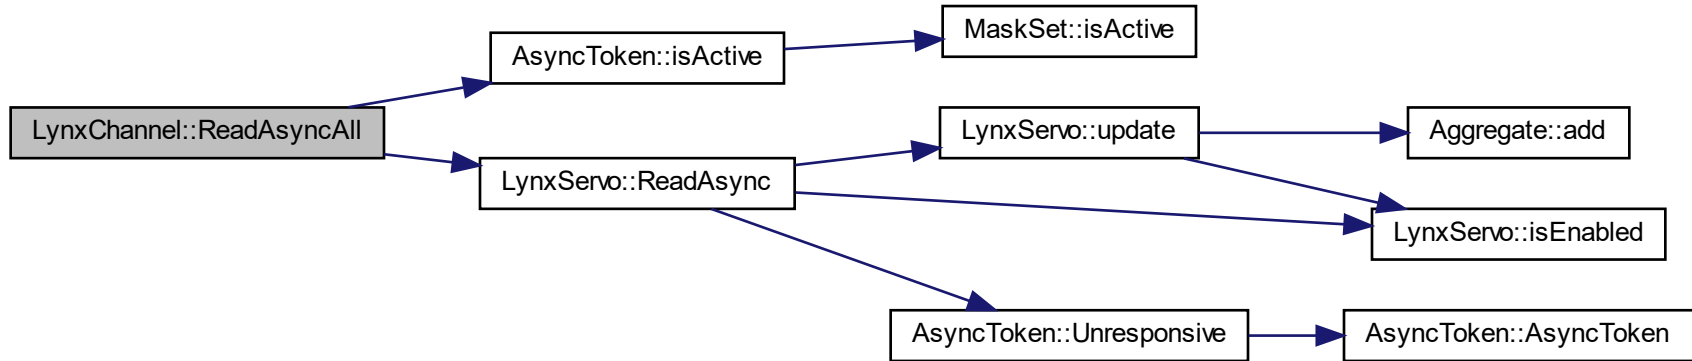 MaskSet::isActive
AsyncToken::isActive
LynxChannel::ReadAsyncAll
LynxServo::update
Aggregate::add
LynxServo::ReadAsync
LynxServo::isEnabled
AsyncToken::Unresponsive
AsyncToken::AsyncToken